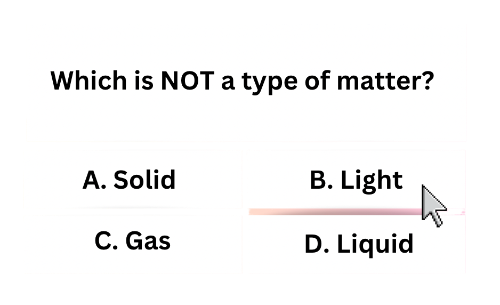 Which is NOT a type of matter?
A. Solid
B. Light
C. Gas
D. Liquid